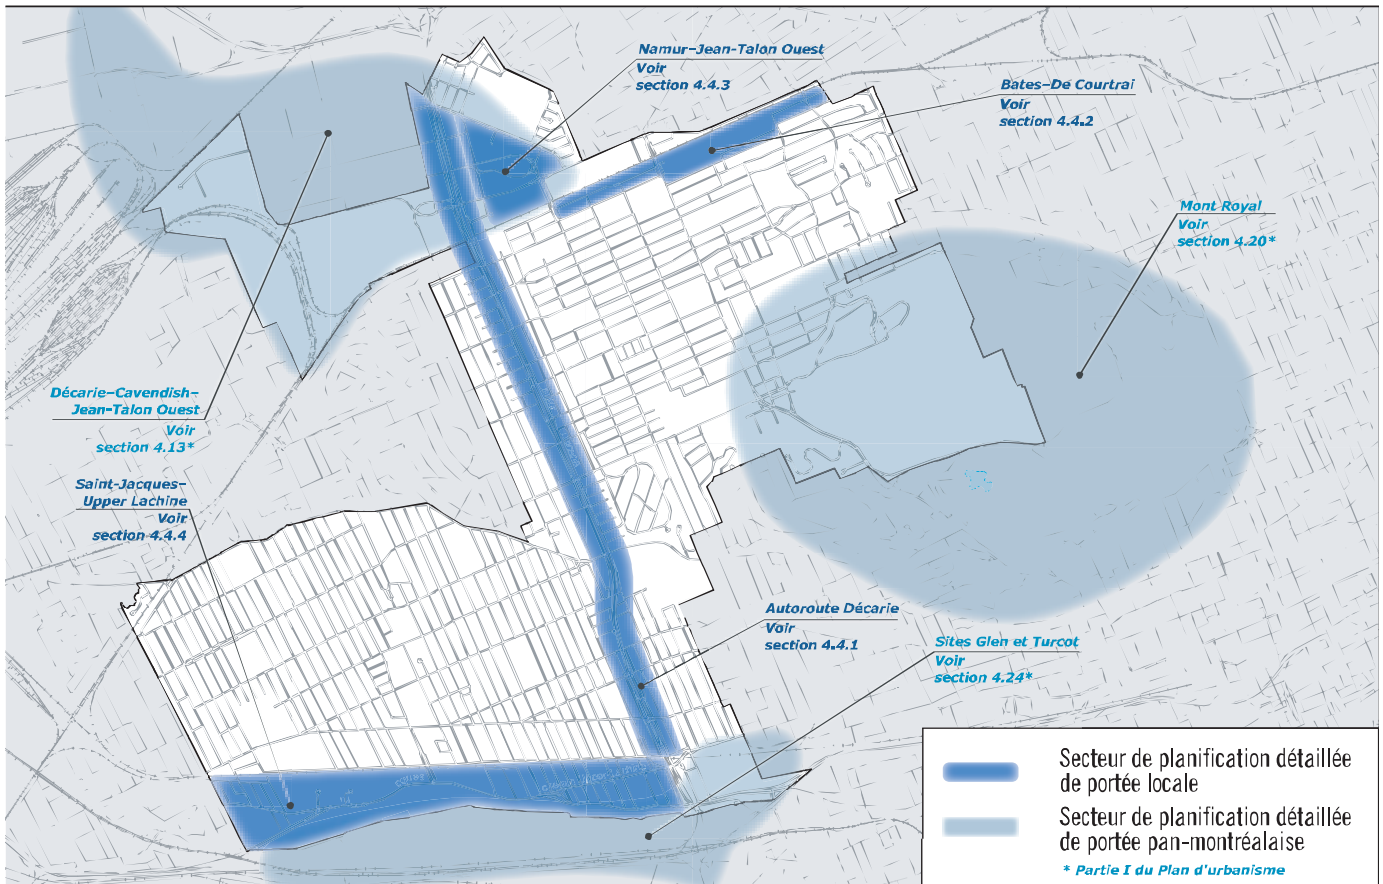 Namur–Jean-Talon Ouest
Voir
section 4.4.3
Bates–De Courtrai
Voir
section 4.4.2
Mont Royal
Voir
section 4.20*
Décarie–Cavendish–
Jean-Talon Ouest
Voir
section 4.13*
Saint-Jacques–
Upper Lachine
Voir
section 4.4.4
Autoroute Décarie
Voir
section 4.4.1
Sites Glen et Turcot
Voir
section 4.24*
Secteur de planification détaillée
de portée locale
Secteur de planification détaillée
de portée pan-montréalaise
* Partie I du Plan d'urbanisme